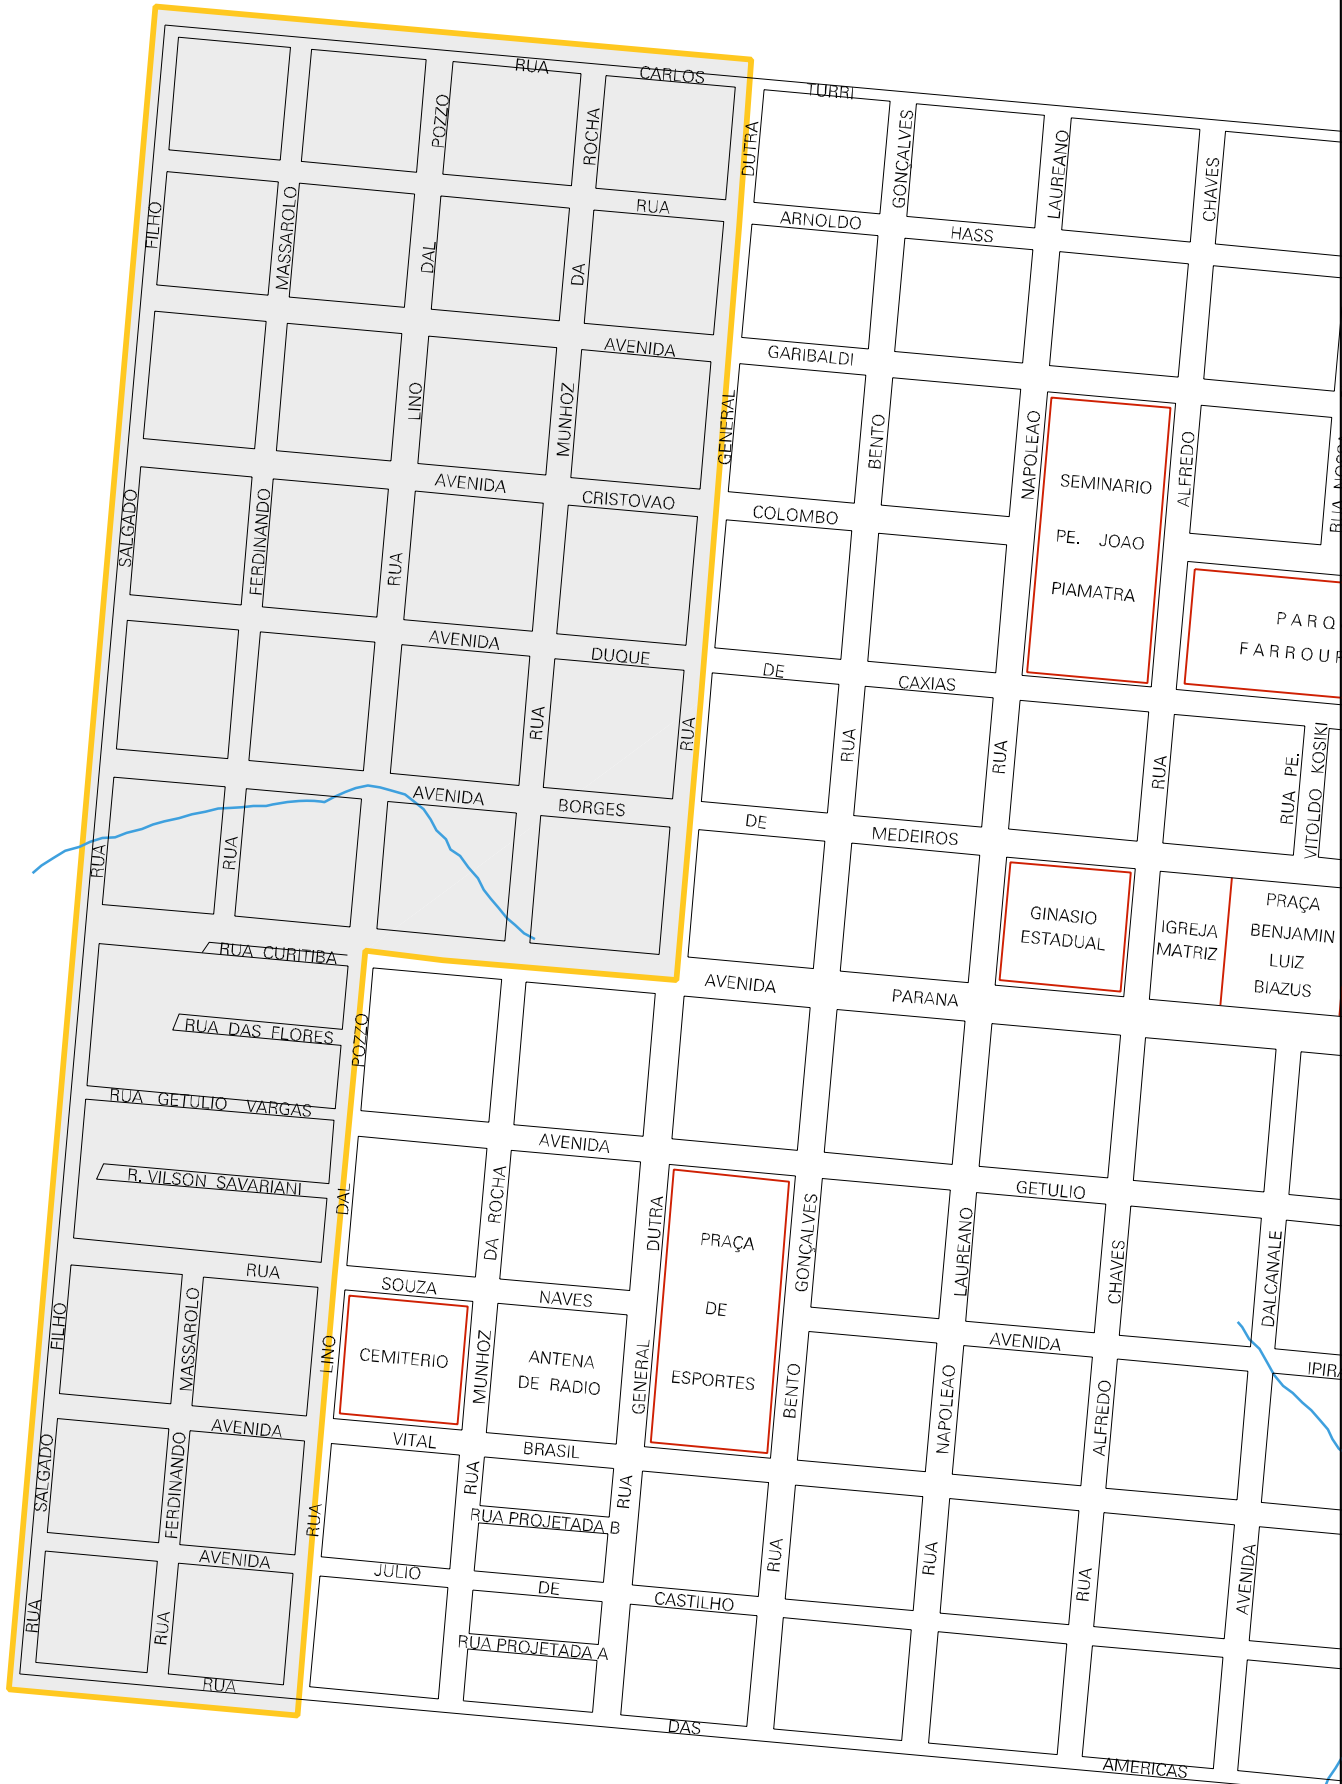 RUA CARLOS TURRI
POZZO
ROCHA
DUTRA
GONÇALVES
LAUREANO
CHAVES
FILHO
MASSAROLO
DAL
DA
RUA ARNOLDO HASS
AVENIDA GARIBALDI
LINO
MUNHOZ
GENERAL
BENTO
NAPOLEAO
ALFREDO
SEMINARIO
PE. JOAO
PIAMATRA
AVENIDA CRISTOVAO COLOMBO
SALGADO
FERDINANDO
RUA
RUA
PARQ
FARROUP
AVENIDA DUQUE DE CAXIAS
RUA
RUA
RUA
RUA
RUA
RUA PE.
VITOLDO KOSIKI
AVENIDA BORGES DE MEDEIROS
RUA
RUA
GINASIO
ESTADUAL
IGREJA
MATRIZ
PRAÇA
BENJAMIN
LUIZ
BIAZUS
RUA CURITIBA
AVENIDA PARANA
RUA DAS FLORES
POZZO
RUA GETULIO VARGAS
AVENIDA GETULIO
R. VILSON SAVARIANI
DAL
DA ROCHA
DUTRA
GONÇALVES
LAUREANO
CHAVES
DALCANALE
PRAÇA
DE
ESPORTES
RUA SOUZA NAVES
AVENIDA IPIRA
FILHO
MASSAROLO
LINO
MUNHOZ
GENERAL
BENTO
NAPOLEAO
ALFREDO
CEMITERIO
ANTENA
DE RADIO
AVENIDA VITAL BRASIL
SALGADO
FERDINANDO
RUA
RUA
RUA
RUA
RUA
RUA
AVENIDA
RUA PROJETADA B
AVENIDA JULIO DE CASTILHO
RUA
RUA
RUA PROJETADA A
RUA DAS AMERICAS